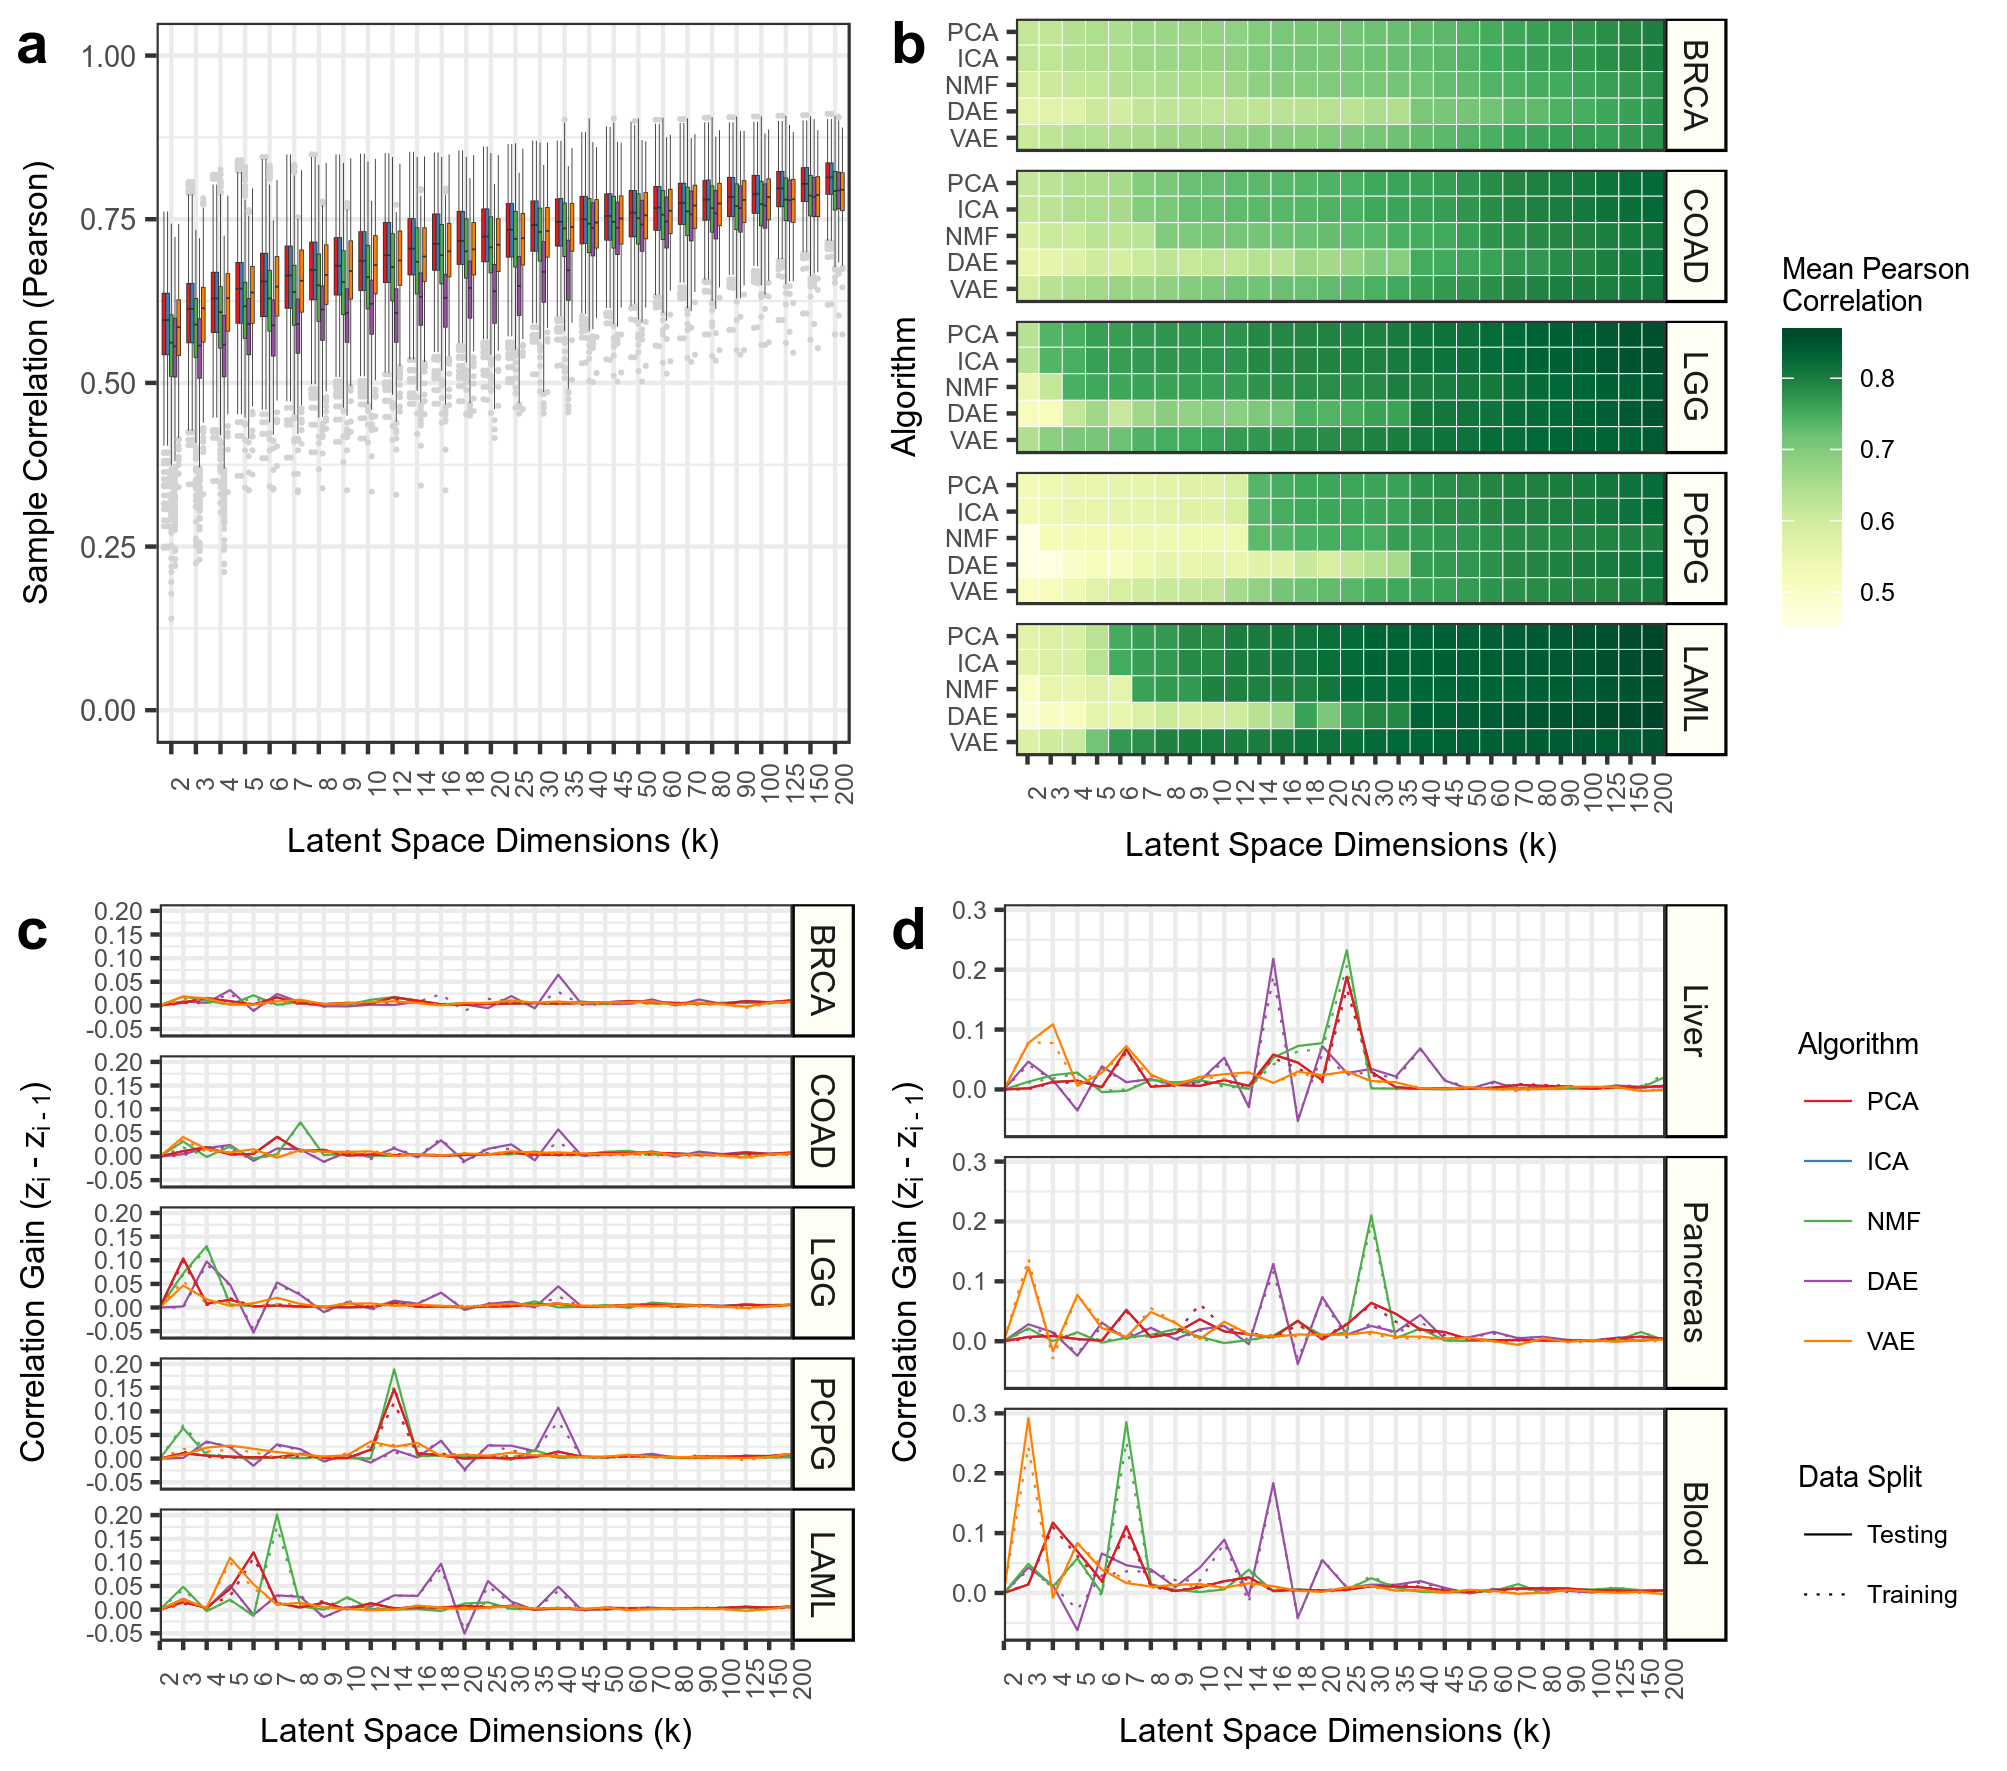 a
1.00
0.75
0.50
0.25
0.00
Sample Correlation (Pearson)
2 3 4 5 6 7 8 9 10 12 14 16 18 20 25 30 35 40 45 50 60 70 80 90 100 125 150 200
Latent Space Dimensions (k)
b
Algorithm
PCA
ICA
NMF
DAE
VAE
BRCA
PCA
ICA
NMF
DAE
VAE
COAD
PCA
ICA
NMF
DAE
VAE
LGG
PCA
ICA
NMF
DAE
VAE
PCPG
PCA
ICA
NMF
DAE
VAE
LAML
2 3 4 5 6 7 8 9 10 12 14 16 18 20 25 30 35 40 45 50 60 70 80 90 100 125 150 200
Latent Space Dimensions (k)
Mean Pearson
Correlation
0.8
0.7
0.6
0.5
c
Correlation Gain (zi - zi - 1)
0.20
0.15
0.10
0.05
0.00
-0.05
BRCA
0.20
0.15
0.10
0.05
0.00
-0.05
COAD
0.20
0.15
0.10
0.05
0.00
-0.05
LGG
0.20
0.15
0.10
0.05
0.00
-0.05
PCPG
0.20
0.15
0.10
0.05
0.00
-0.05
LAML
2 3 4 5 6 7 8 9 10 12 14 16 18 20 25 30 35 40 45 50 60 70 80 90 100 125 150 200
Latent Space Dimensions (k)
d
Correlation Gain (zi - zi - 1)
0.3
0.2
0.1
0.0
Liver
0.3
0.2
0.1
0.0
Pancreas
0.3
0.2
0.1
0.0
Blood
2 3 4 5 6 7 8 9 10 12 14 16 18 20 25 30 35 40 45 50 60 70 80 90 100 125 150 200
Latent Space Dimensions (k)
Algorithm
PCA
ICA
NMF
DAE
VAE
Data Split
Testing
Training